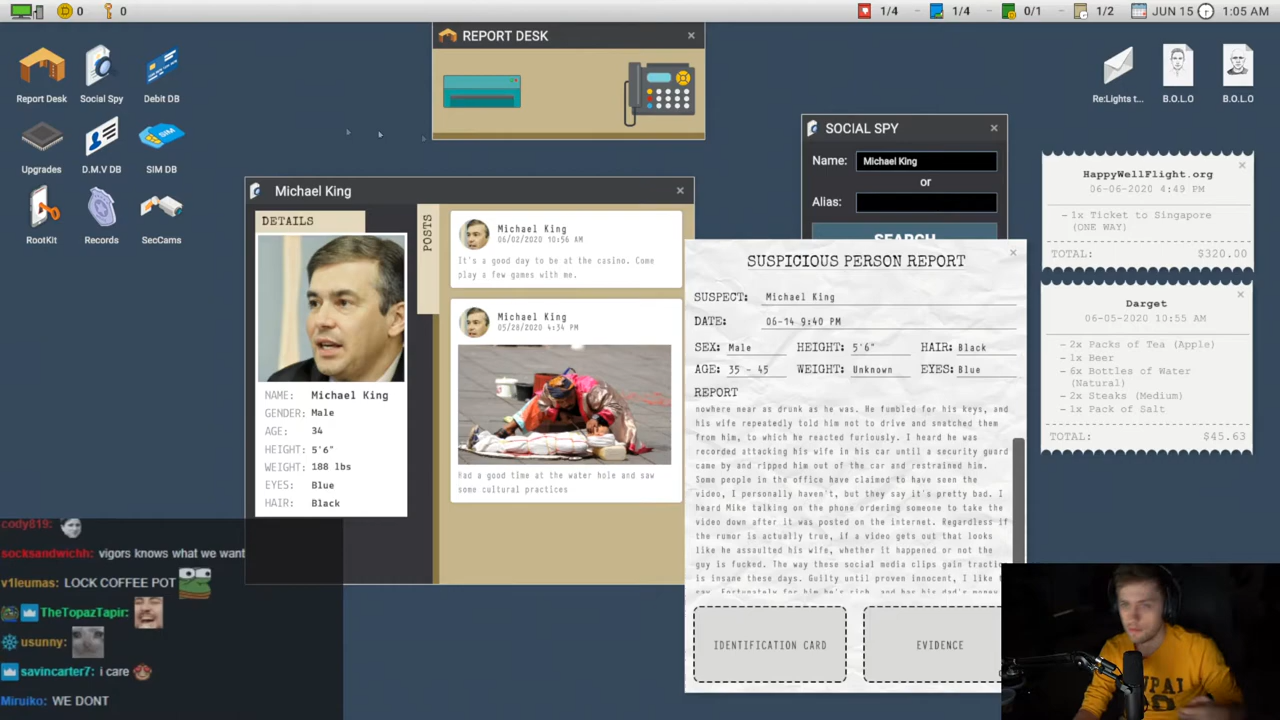 0
0
1/4
1/4
0/1
1/2
JUN 15
1:05 AM
Report Desk
Social Spy
Debit DB
Upgrades
D.M.V DB
SIM DB
RootKit
Records
SecCams
REPORT DESK
SOCIAL SPY
Name: Michael King
or
Alias:
SEARCH
Re:Lights t...
B.O.L.O
B.O.L.O
HappyWellFlight.org
06-06-2020 4:49 PM
– 1x Ticket to Singapore
(ONE WAY)
TOTAL: $320.00
Darget
06-05-2020 10:55 AM
– 2x Packs of Tea (Apple)
– 1x Beer
– 6x Bottles of Water
(Natural)
– 2x Steaks (Medium)
– 1x Pack of Salt
TOTAL: $45.63
Michael King
DETAILS
NAME: Michael King
GENDER: Male
AGE: 34
HEIGHT: 5'6"
WEIGHT: 188 lbs
EYES: Blue
HAIR: Black
POSTS
Michael King
06/02/2020 10:56 AM
It's a good day to be at the casino. Come
play a few games with me.
Michael King
05/28/2020 4:34 PM
Had a good time at the water hole and saw
some cultural practices
SUSPICIOUS PERSON REPORT
SUSPECT: Michael King
DATE: 06-14 9:40 PM
SEX: Male HEIGHT: 5'6" HAIR: Black
AGE: 35 - 45 WEIGHT: Unknown EYES: Blue
REPORT
nowhere near as drunk as he was. He fumbled for his keys, and
his wife repeatedly told him not to drive and snatched them
from him, to which he reacted furiously. I heard he was
recorded attacking his wife in his car until a security guard
came by and ripped him out of the car and restrained him.
Some people in the office have claimed to have seen the
video, I personally haven't, but they say it's pretty bad. I
heard Mike talking on the phone ordering someone to take the
video down after it was posted on the internet. Regardless if
the rumor is actually true, if a video gets out that looks
like he assaulted his wife, whether it happened or not the
guy is fucked. The way these social media clips gain tractio
is insane these days. Guilty until proven innocent, I like t
say. Fortunately for him he's rich, and has his dad's money
IDENTIFICATION CARD
EVIDENCE
cody819:
socksandwichh: vigors knows what we want
v1leumas: LOCK COFFEE POT
TheTopazTapir:
usunny:
savincarter7: i care
Miruiko: WE DONT